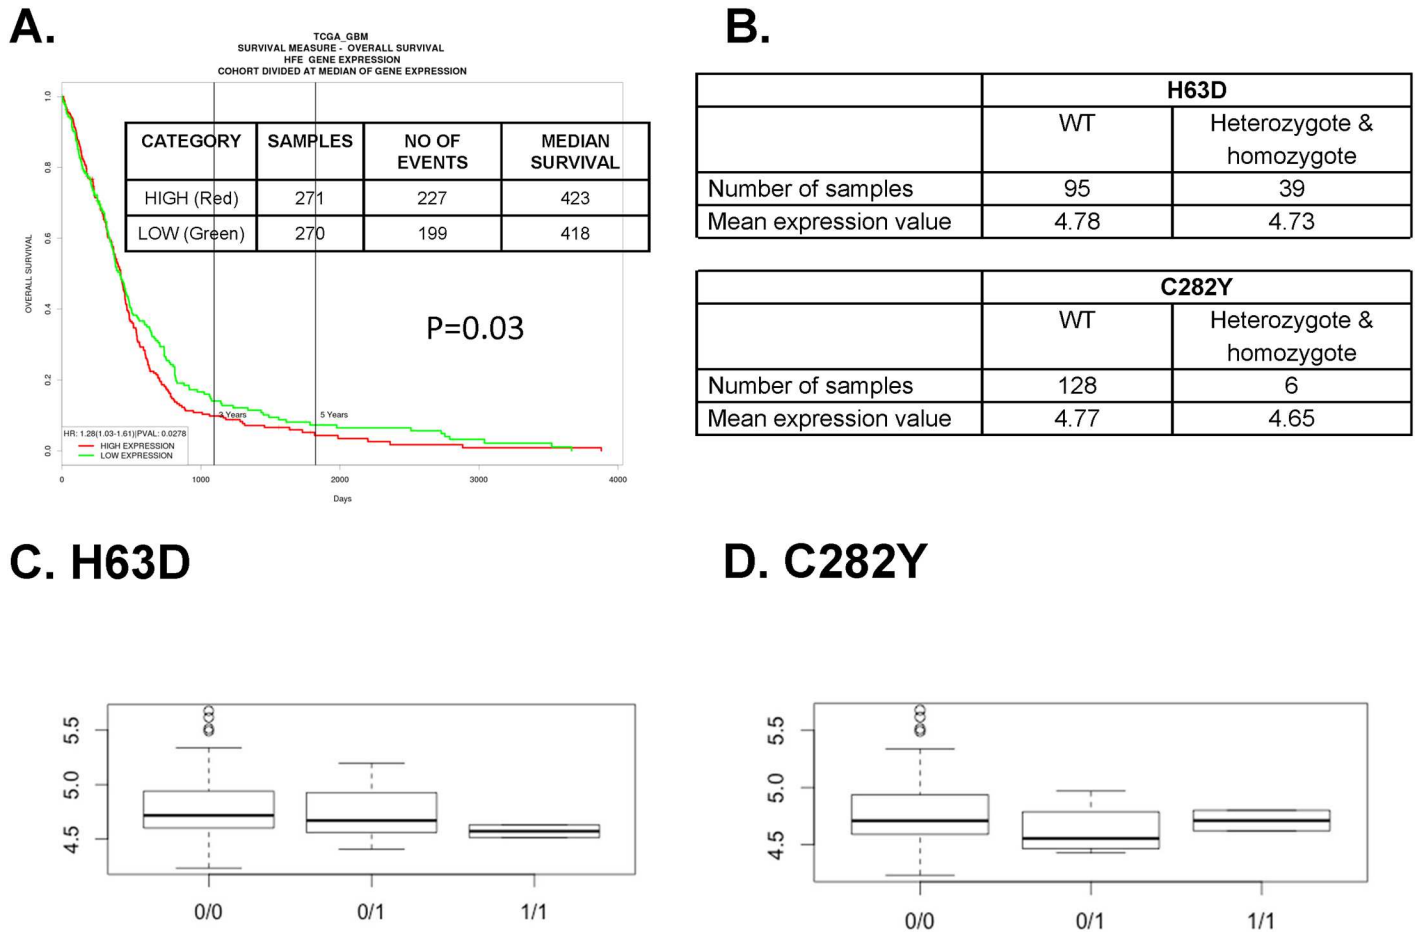 A.
TCGA_GBM
SURVIVAL MEASURE - OVERALL SURVIVAL
HFE GENE EXPRESSION
COHORT DIVIDED AT MEDIAN OF GENE EXPRESSION
OVERALL SURVIVAL
1.0
0.8
0.6
0.4
0.2
0.0
CATEGORY SAMPLES NO OF EVENTS MEDIAN SURVIVAL
HIGH (Red) 271 227 423
LOW (Green) 270 199 418
P=0.03
3 Years
5 Years
HR: 1.28(1.03-1.61)|PVAL: 0.0278
HIGH EXPRESSION
LOW EXPRESSION
0 1000 2000 3000 4000
Days
B.
H63D
WT Heterozygote & homozygote
Number of samples 95 39
Mean expression value 4.78 4.73
C282Y
WT Heterozygote & homozygote
Number of samples 128 6
Mean expression value 4.77 4.65
C. H63D
5.5
5.0
4.5
0/0 0/1 1/1
D. C282Y
5.5
5.0
4.5
0/0 0/1 1/1